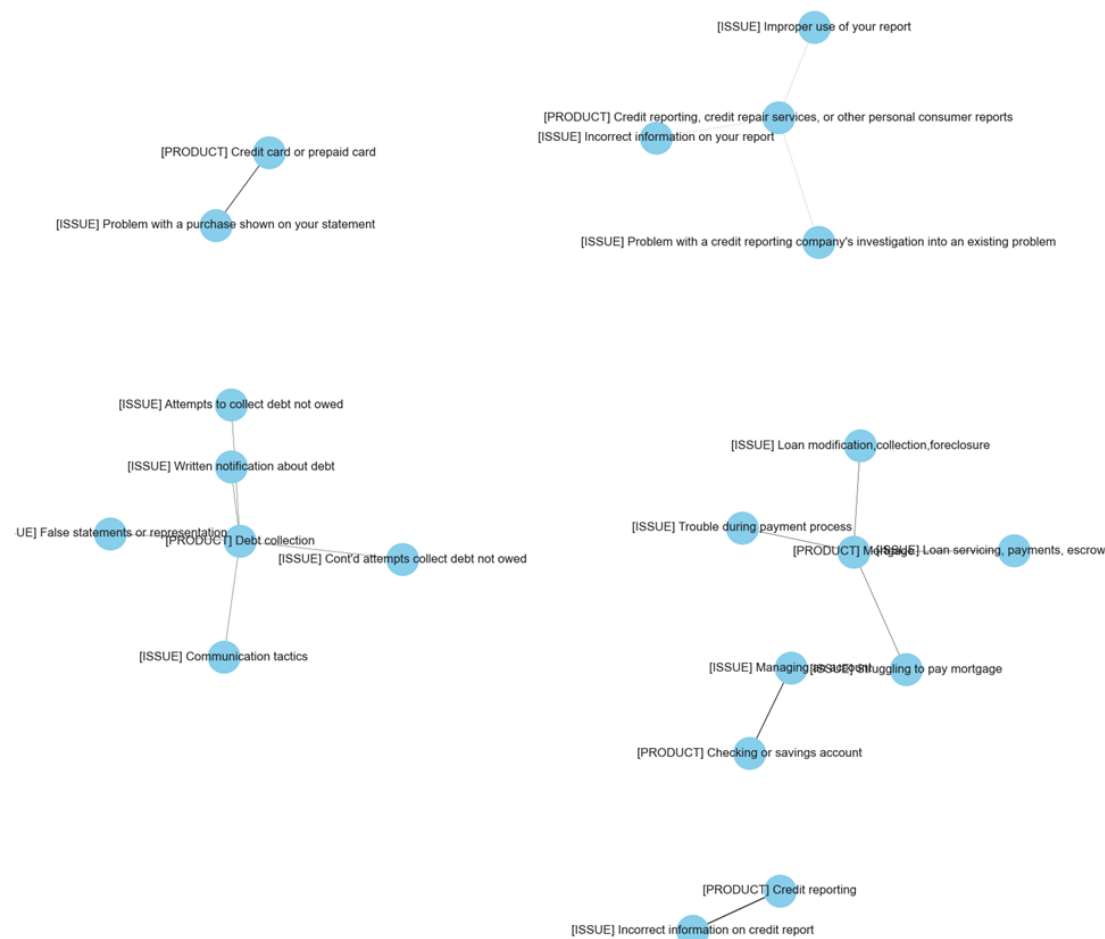 [ISSUE] Improper use of your report
[PRODUCT] Credit reporting, credit repair services, or other personal consumer reports
[ISSUE] Incorrect information on your report
[PRODUCT] Credit card or prepaid card
[ISSUE] Problem with a purchase shown on your statement
[ISSUE] Problem with a credit reporting company's investigation into an existing problem
[ISSUE] Attempts to collect debt not owed
[ISSUE] Written notification about debt
UE] False statements or representation
[PRODUCT] Debt collection
[ISSUE] Cont'd attempts collect debt not owed
[ISSUE] Communication tactics
[ISSUE] Loan modification,collection,foreclosure
[ISSUE] Trouble during payment process
[PRODUCT] Mortgage
[ISSUE] Loan servicing, payments, escrow
[ISSUE] Managing an account
[ISSUE] Struggling to pay mortgage
[PRODUCT] Checking or savings account
[PRODUCT] Credit reporting
[ISSUE] Incorrect information on credit report